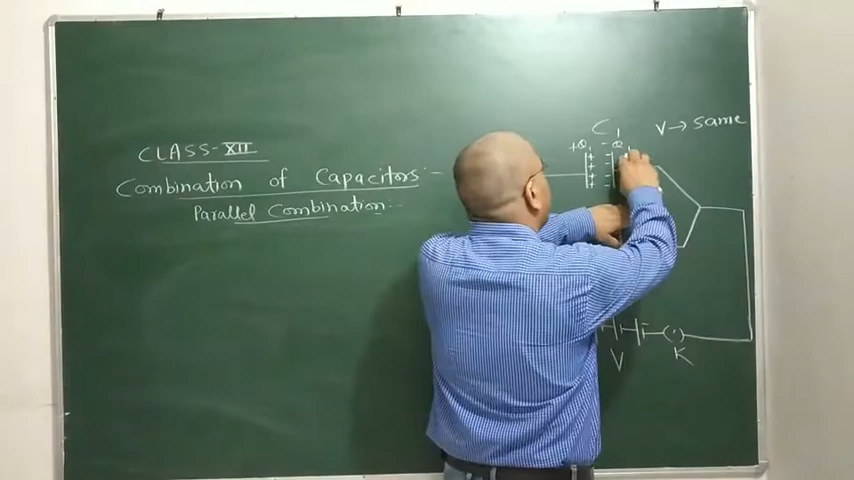 CLASS-XII
Combination of Capacitors:-
Parallel Combination:-
C1
V → Same
+Q1
-Q1
V
K